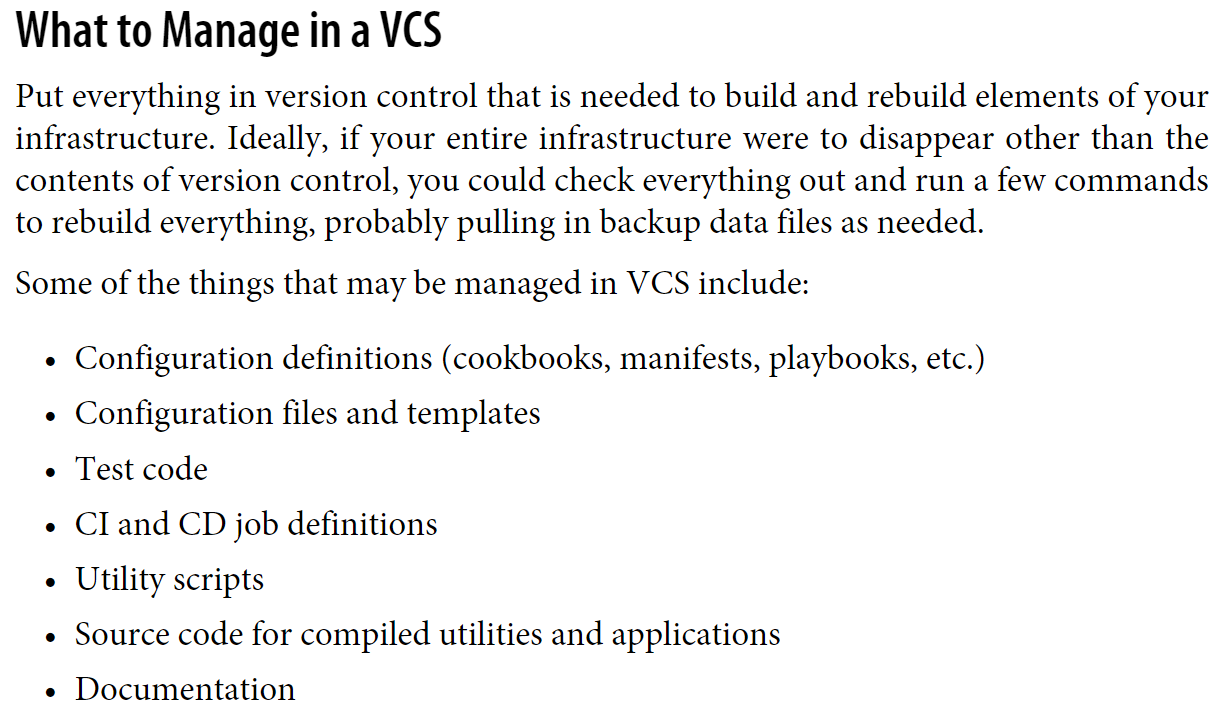 What to Manage in a VCS
Put everything in version control that is needed to build and rebuild elements of your
infrastructure. Ideally, if your entire infrastructure were to disappear other than the
contents of version control, you could check everything out and run a few commands
to rebuild everything, probably pulling in backup data files as needed.
Some of the things that may be managed in VCS include:
• Configuration definitions (cookbooks, manifests, playbooks, etc.)
• Configuration files and templates
• Test code
• CI and CD job definitions
• Utility scripts
• Source code for compiled utilities and applications
• Documentation